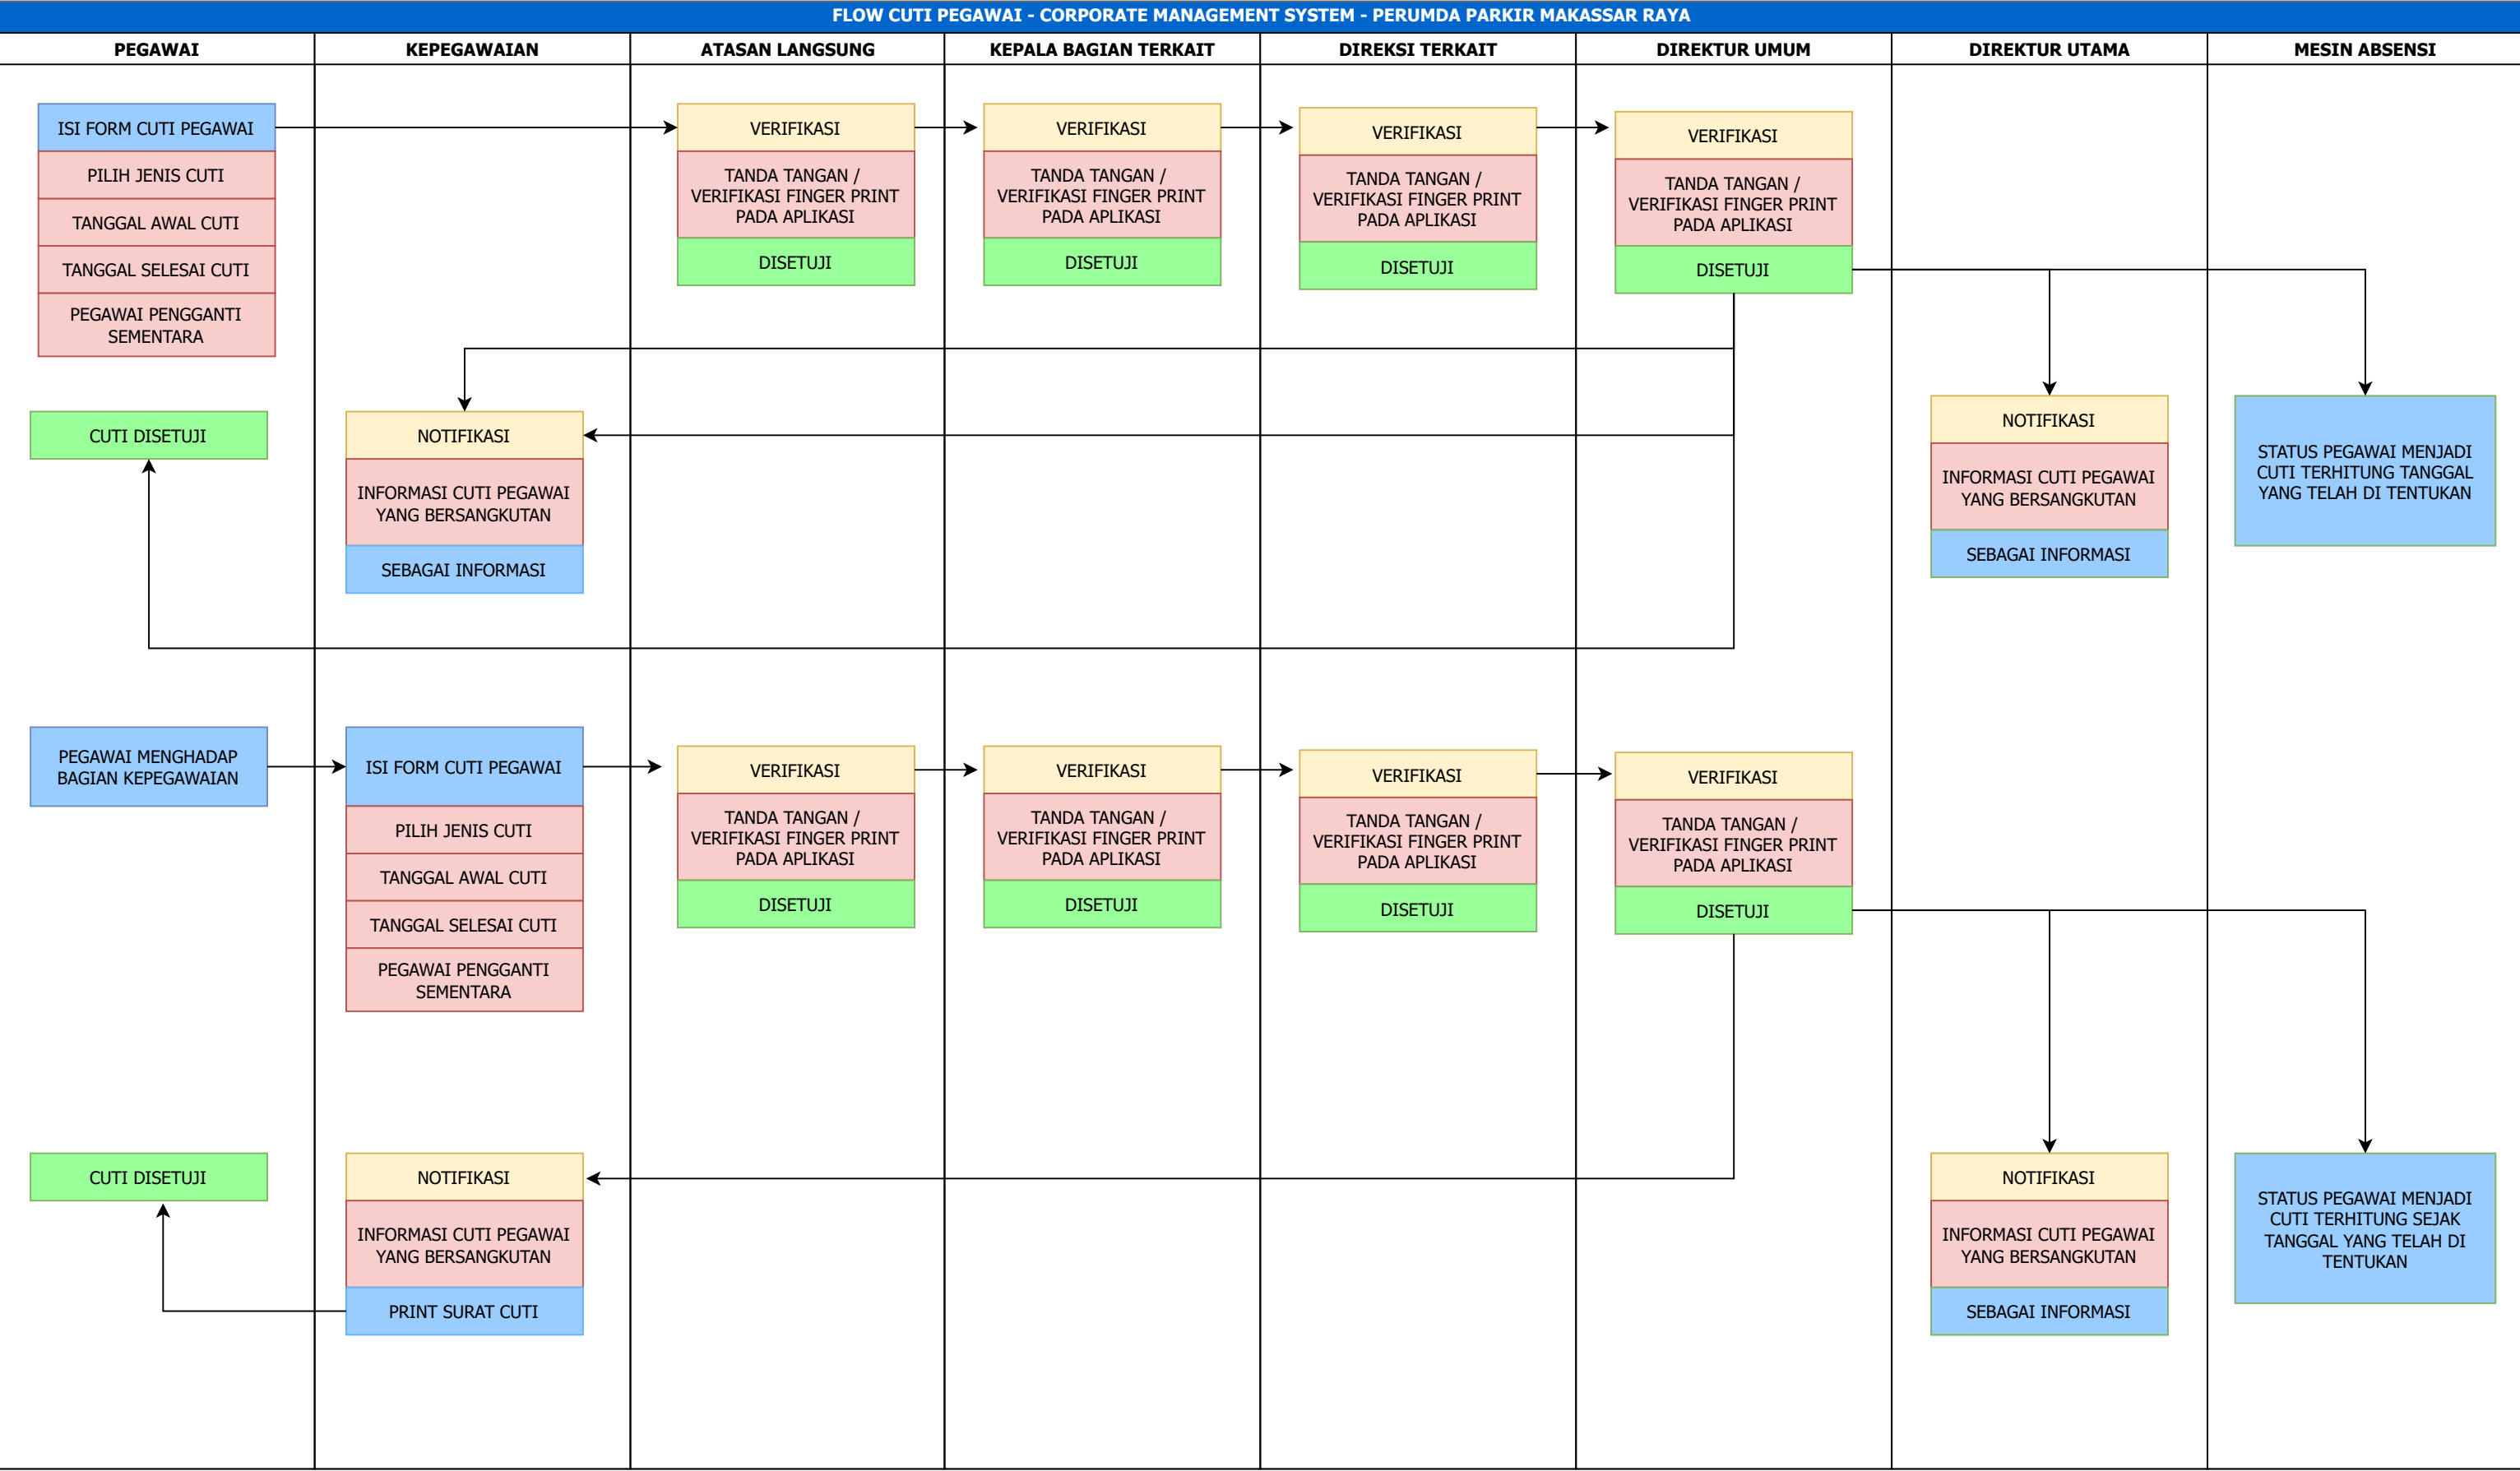 FLOW CUTI PEGAWAI - CORPORATE MANAGEMENT SYSTEM - PERUMDA PARKIR MAKASSAR RAYA
PEGAWAI
KEPEGAWAIAN
ATASAN LANGSUNG
KEPALA BAGIAN TERKAIT
DIREKSI TERKAIT
DIREKTUR UMUM
DIREKTUR UTAMA
MESIN ABSENSI
ISI FORM CUTI PEGAWAI
PILIH JENIS CUTI
TANGGAL AWAL CUTI
TANGGAL SELESAI CUTI
PEGAWAI PENGGANTI
SEMENTARA
VERIFIKASI
TANDA TANGAN /
VERIFIKASI FINGER PRINT
PADA APLIKASI
DISETUJI
VERIFIKASI
TANDA TANGAN /
VERIFIKASI FINGER PRINT
PADA APLIKASI
DISETUJI
VERIFIKASI
TANDA TANGAN /
VERIFIKASI FINGER PRINT
PADA APLIKASI
DISETUJI
VERIFIKASI
TANDA TANGAN /
VERIFIKASI FINGER PRINT
PADA APLIKASI
DISETUJI
CUTI DISETUJI
NOTIFIKASI
INFORMASI CUTI PEGAWAI
YANG BERSANGKUTAN
SEBAGAI INFORMASI
NOTIFIKASI
INFORMASI CUTI PEGAWAI
YANG BERSANGKUTAN
SEBAGAI INFORMASI
STATUS PEGAWAI MENJADI
CUTI TERHITUNG TANGGAL
YANG TELAH DI TENTUKAN
PEGAWAI MENGHADAP
BAGIAN KEPEGAWAIAN
ISI FORM CUTI PEGAWAI
PILIH JENIS CUTI
TANGGAL AWAL CUTI
TANGGAL SELESAI CUTI
PEGAWAI PENGGANTI
SEMENTARA
VERIFIKASI
TANDA TANGAN /
VERIFIKASI FINGER PRINT
PADA APLIKASI
DISETUJI
VERIFIKASI
TANDA TANGAN /
VERIFIKASI FINGER PRINT
PADA APLIKASI
DISETUJI
VERIFIKASI
TANDA TANGAN /
VERIFIKASI FINGER PRINT
PADA APLIKASI
DISETUJI
VERIFIKASI
TANDA TANGAN /
VERIFIKASI FINGER PRINT
PADA APLIKASI
DISETUJI
CUTI DISETUJI
NOTIFIKASI
INFORMASI CUTI PEGAWAI
YANG BERSANGKUTAN
PRINT SURAT CUTI
NOTIFIKASI
INFORMASI CUTI PEGAWAI
YANG BERSANGKUTAN
SEBAGAI INFORMASI
STATUS PEGAWAI MENJADI
CUTI TERHITUNG SEJAK
TANGGAL YANG TELAH DI
TENTUKAN